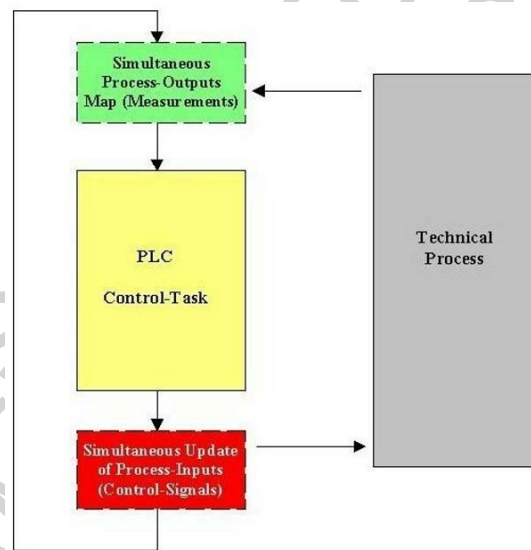 Simultaneous
Process-Outputs
Map (Measurements)
PLC
Control-Task
Technical
Process
Simultaneous Update
of Process-Inputs
(Control-Signals)